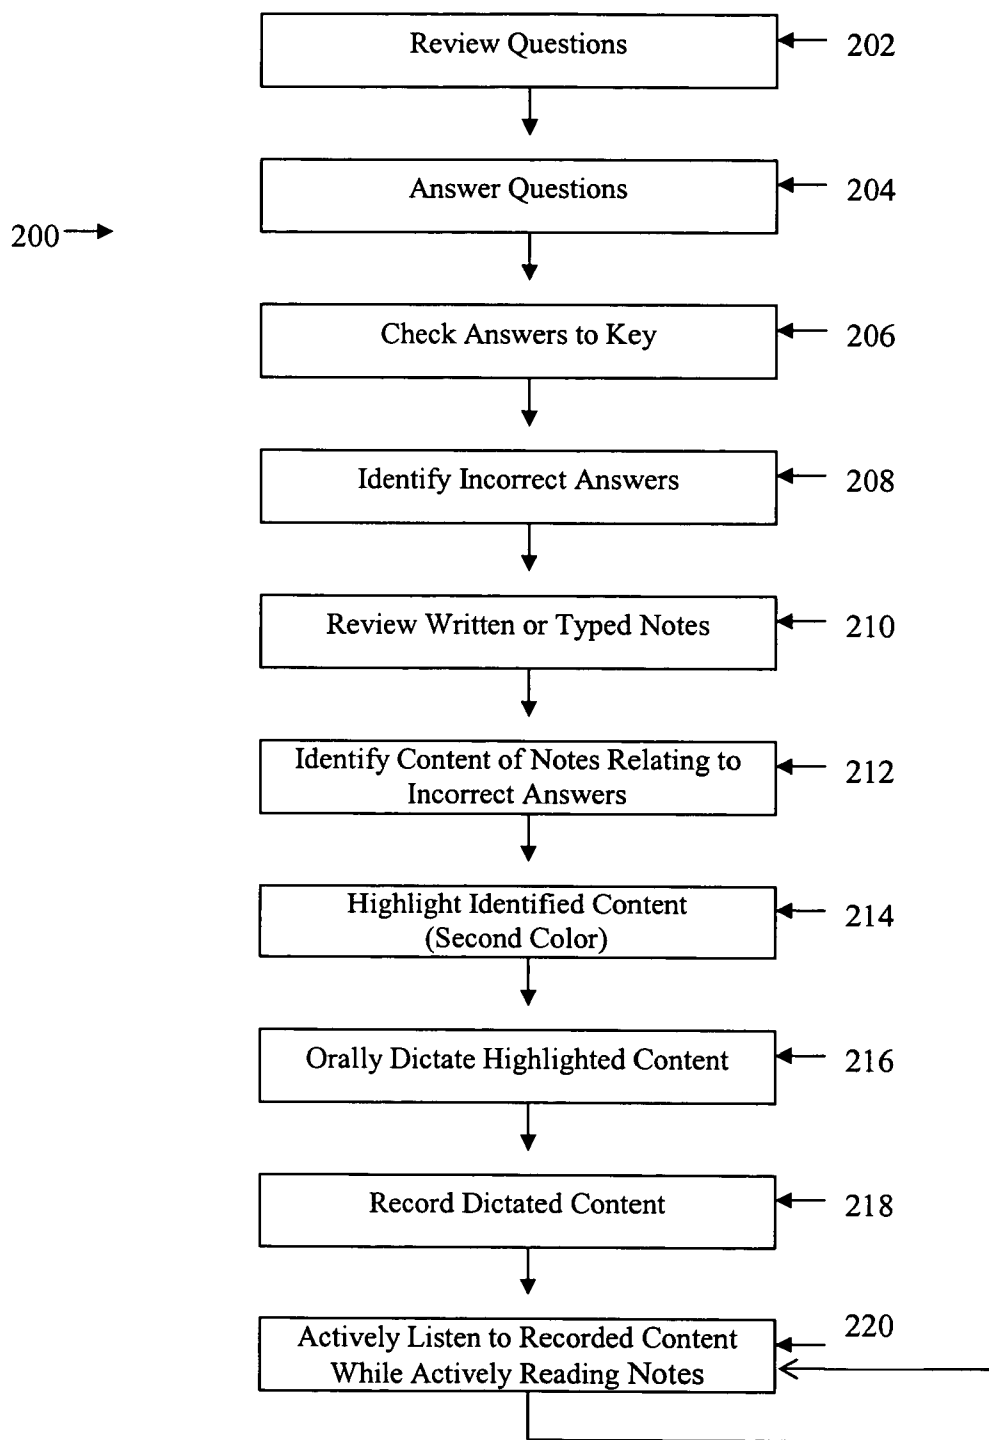 Review Questions
202
Answer Questions
204
200
Check Answers to Key
206
Identify Incorrect Answers
208
Review Written or Typed Notes
210
Identify Content of Notes Relating to
Incorrect Answers
212
Highlight Identified Content
(Second Color)
214
Orally Dictate Highlighted Content
216
Record Dictated Content
218
Actively Listen to Recorded Content
While Actively Reading Notes
220